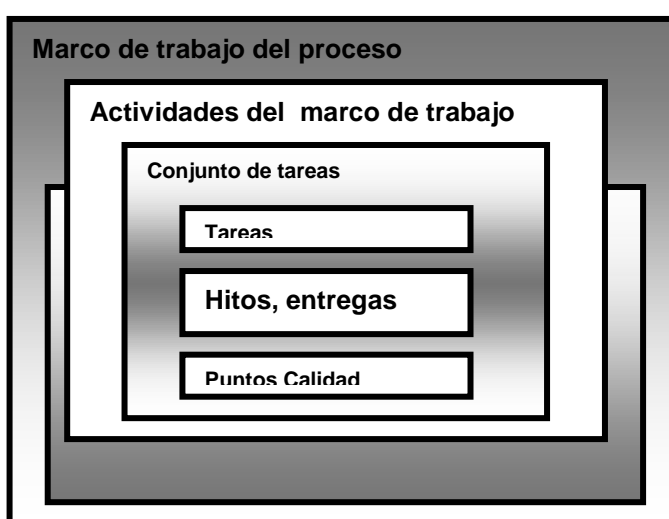 Marco de trabajo del proceso
Actividades del marco de trabajo
Conjunto de tareas
Tareas
Hitos, entregas
Puntos Calidad